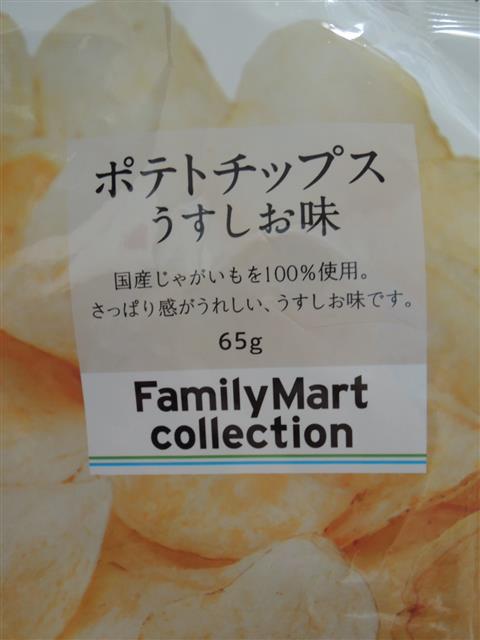 ポテトチップス
うすしお味
国産じゃがいもを100%使用。
さっぱり感がうれしい、うすしお味です。
65g
FamilyMart
collection